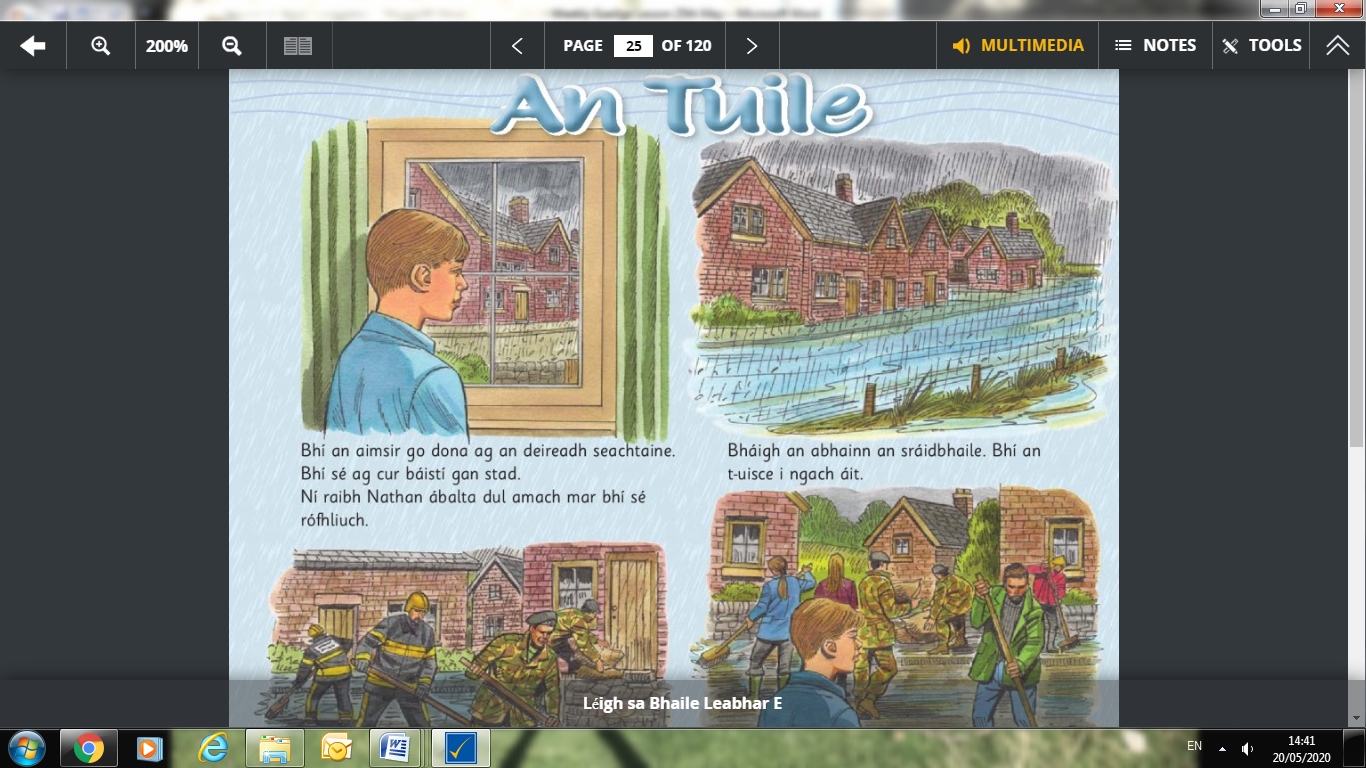 200%
PAGE 25 OF 120
MULTIMEDIA
NOTES
TOOLS
An Tuile
Bhí an aimsir go dona ag an deireadh seachtaine.
Bhí sé ag cur báistí gan stad.
Ní raibh Nathan ábalta dul amach mar bhí sé
rófhliuch.
Bháigh an abhainn an sráidbhaile. Bhí an
t-uisce i ngach áit.
Léigh sa Bhaile Leabhar E
EN
14:41
20/05/2020